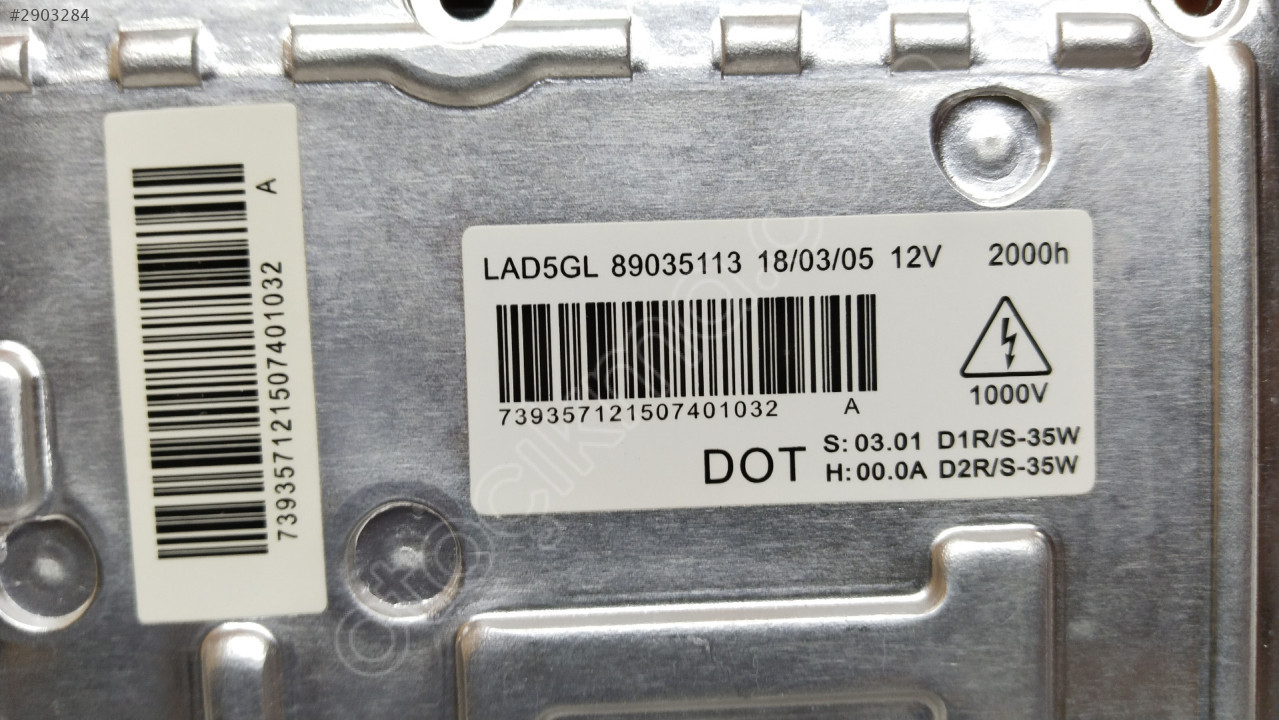 #2903284
A
739357121507401032
LAD5GL 89035113 18/03/05 12V 2000h
739357121507401032 A
1000V
DOT S: 03.01 D1R/S-35W
H: 00.0A D2R/S-35W